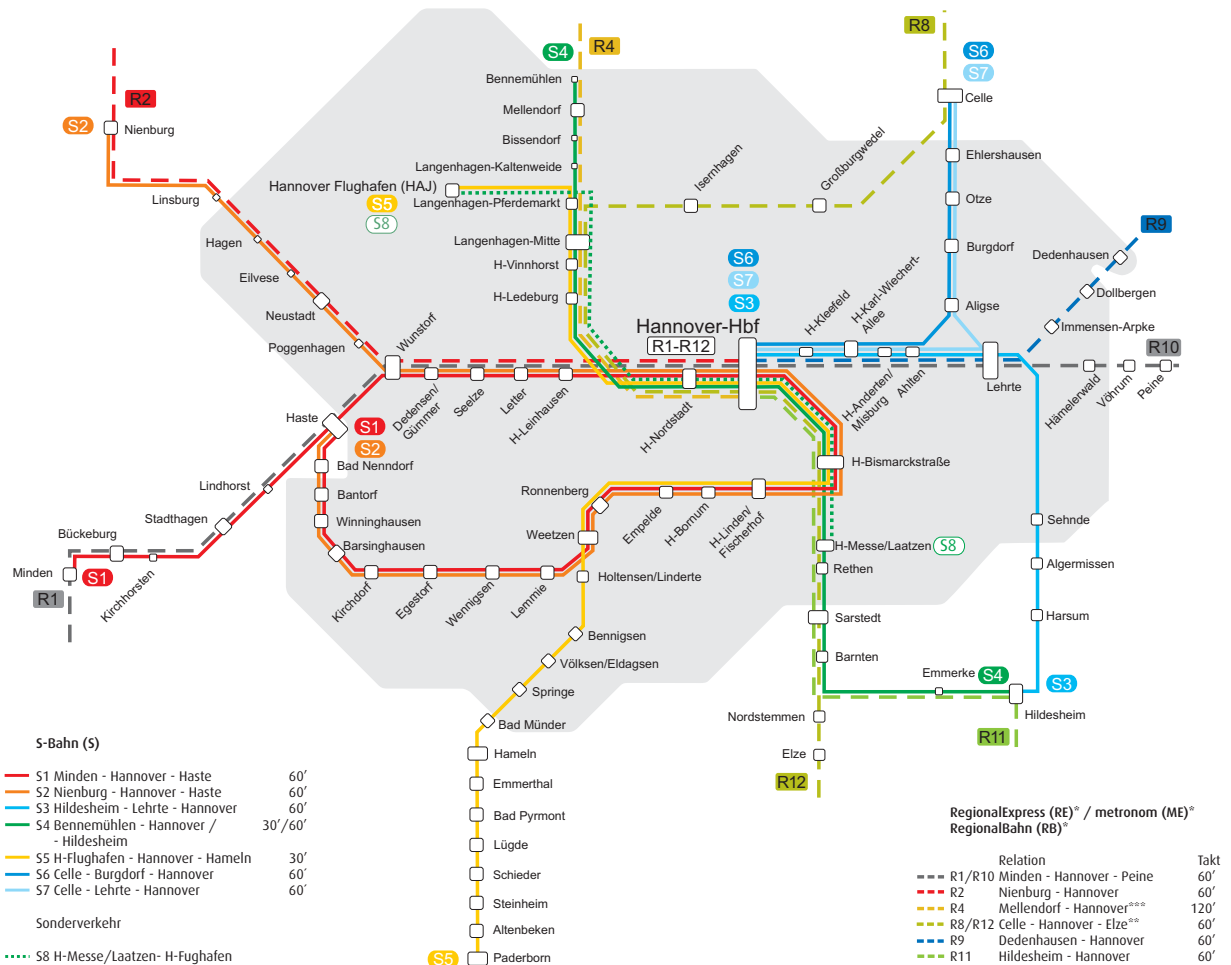 R8
S4
R4
S6
S7
Bennemühlen
R2
Mellendorf
Celle
S2
Nienburg
Bissendorf
Großburgwedel
Isernhagen
Ehlershausen
Langenhagen-Kaltenweide
Hannover Flughafen (HAJ)
Linsburg
S5
S8
Langenhagen-Pferdemarkt
Otze
R9
Hagen
Langenhagen-Mitte
Burgdorf
Dedenhausen
H-Vinnhorst
S6
S7
S3
Eilvese
H-Ledeburg
Dollbergen
Neustadt
Aligse
Hannover-Hbf
R1-R12
H-Kleefeld
H-Karl-Wiechert-
Allee
Immensen-Arpke
Poggenhagen
Wunstorf
R10
Dedensen/
Gümmer
Seelze
Letter
H-Leinhausen
H-Nordstadt
H-Anderten/
Misburg
Ahlten
Lehrte
Hämelerwald
Vöhrum
Peine
Haste
S1
S2
Bad Nenndorf
H-Bismarckstraße
Lindhorst
Bantorf
Ronnenberg
Empelde
H-Bornum
H-Linden/
Fischerhof
Stadthagen
Winninghausen
Sehnde
Bückeburg
Barsinghausen
Weetzen
H-Messe/Laatzen
S8
Minden
S1
Kirchhorsten
Kirchdorf
Egestorf
Wennigsen
Lemmie
Holtensen/Linderte
Rethen
Algermissen
R1
Sarstedt
Harsum
Bennigsen
Barnten
Völksen/Eldagsen
Emmerke
S4
S3
Springe
Nordstemmen
Hildesheim
Bad Münder
R11
Hameln
Elze
R12
Emmerthal
Bad Pyrmont
Lügde
Schieder
Steinheim
Altenbeken
S5
Paderborn
S-Bahn (S)
S1 Minden - Hannover - Haste 60'
S2 Nienburg - Hannover - Haste 60'
S3 Hildesheim - Lehrte - Hannover 60'
S4 Bennemühlen - Hannover / 30'/60'
- Hildesheim
S5 H-Flughafen - Hannover - Hameln 30'
S6 Celle - Burgdorf - Hannover 60'
S7 Celle - Lehrte - Hannover 60'
Sonderverkehr
S8 H-Messe/Laatzen- H-Fughafen
RegionalExpress (RE)* / metronom (ME)*
RegionalBahn (RB)*
Relation Takt
R1/R10 Minden - Hannover - Peine 60'
R2 Nienburg - Hannover 60'
R4 Mellendorf - Hannover*** 120'
R8/R12 Celle - Hannover - Elze** 60'
R9 Dedenhausen - Hannover 60'
R11 Hildesheim - Hannover 60'